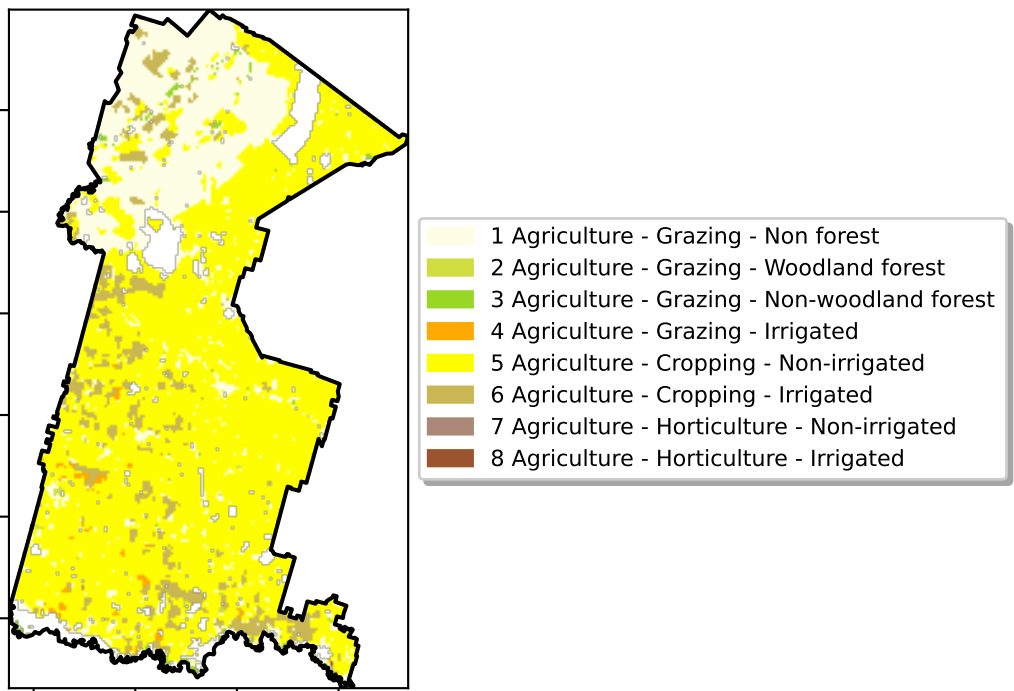 1 Agriculture - Grazing - Non forest
2 Agriculture - Grazing - Woodland forest
3 Agriculture - Grazing - Non-woodland forest
4 Agriculture - Grazing - Irrigated
5 Agriculture - Cropping - Non-irrigated
6 Agriculture - Cropping - Irrigated
7 Agriculture - Horticulture - Non-irrigated
8 Agriculture - Horticulture - Irrigated